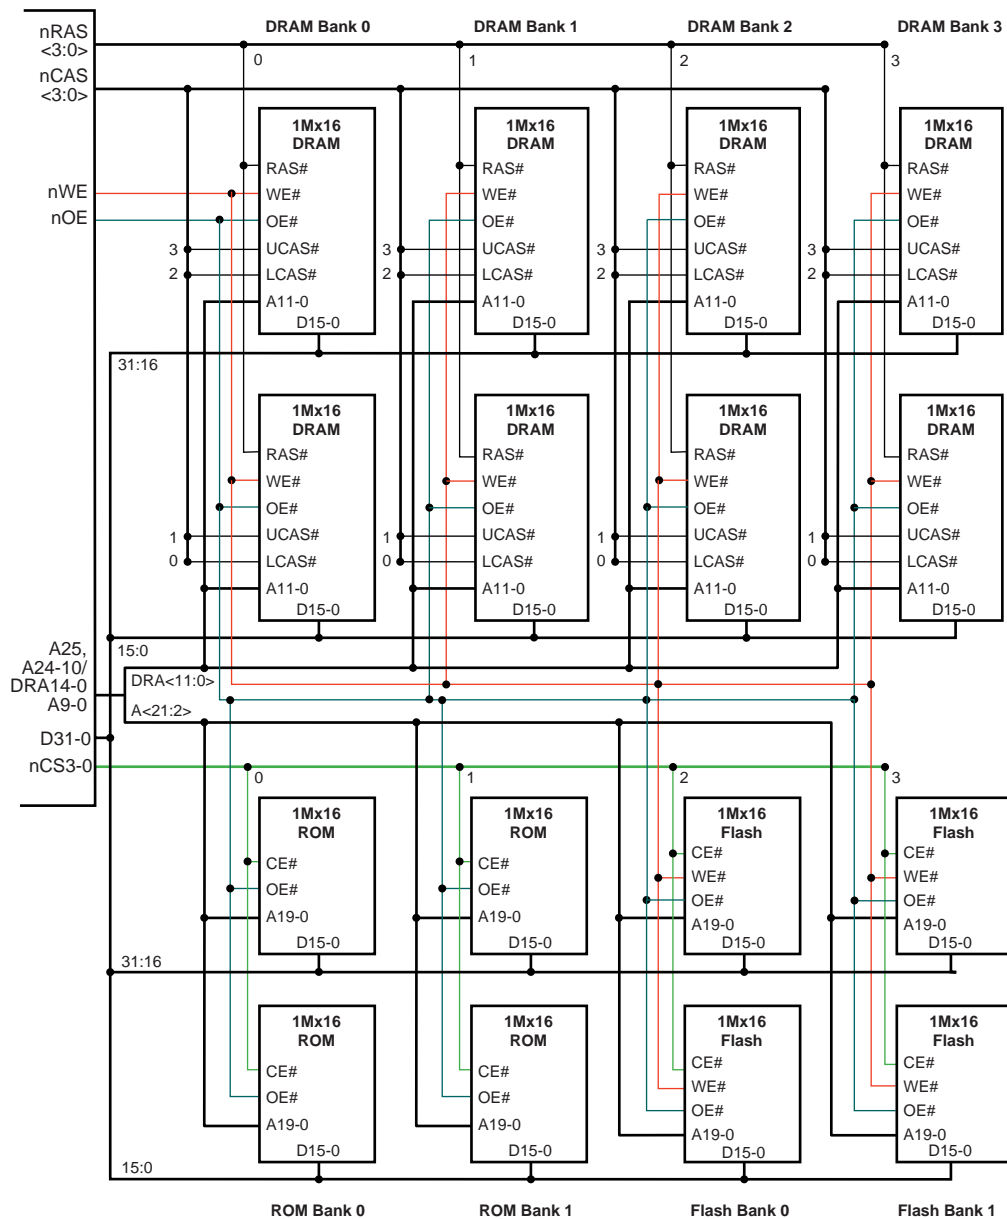 nRAS DRAM Bank 0 DRAM Bank 1 DRAM Bank 2 DRAM Bank 3
<3:0> 0 1 2 3
nCAS
<3:0>
1Mx16 1Mx16 1Mx16 1Mx16
DRAM DRAM DRAM DRAM
RAS# RAS# RAS# RAS#
nWE WE# WE# WE# WE#
nOE OE# OE# OE# OE#
3 UCAS# 3 UCAS# 3 UCAS# 3 UCAS#
2 LCAS# 2 LCAS# 2 LCAS# 2 LCAS#
A11-0 A11-0 A11-0 A11-0
D15-0 D15-0 D15-0 D15-0
31:16
1Mx16 1Mx16 1Mx16 1Mx16
DRAM DRAM DRAM DRAM
RAS# RAS# RAS# RAS#
WE# WE# WE# WE#
OE# OE# OE# OE#
1 UCAS# 1 UCAS# 1 UCAS# 1 UCAS#
0 LCAS# 0 LCAS# 0 LCAS# 0 LCAS#
A11-0 A11-0 A11-0 A11-0
D15-0 D15-0 D15-0 D15-0
A25, 15:0
A24-10/
DRA14-0 DRA<11:0>
A9-0 A<21:2>
D31-0
nCS3-0 0 1 2 3
1Mx16 1Mx16 1Mx16 1Mx16
ROM ROM Flash Flash
CE# CE# CE# CE#
WE# WE#
OE# OE# OE# OE#
A19-0 A19-0 A19-0 A19-0
D15-0 D15-0 D15-0 D15-0
31:16
1Mx16 1Mx16 1Mx16 1Mx16
ROM ROM Flash Flash
CE# CE# CE# CE#
WE# WE#
OE# OE# OE# OE#
A19-0 A19-0 A19-0 A19-0
D15-0 D15-0 D15-0 D15-0
15:0
ROM Bank 0 ROM Bank 1 Flash Bank 0 Flash Bank 1